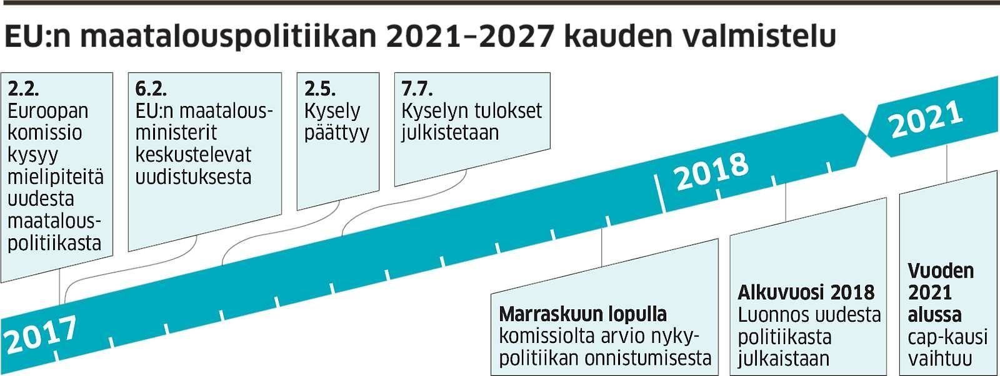 EU:n maatalouspolitiikan 2021–2027 kauden valmistelu
2.2.
Euroopan
komissio
kysyy
mielipiteitä
uudesta
maatalous-
politiikasta
6.2.
EU:n maatalous-
ministerit
keskustelevat
uudistuksesta
2.5.
Kysely
päättyy
7.7.
Kyselyn tulokset
julkistetaan
2017
2018
2021
Marraskuun lopulla
komissiolta arvio nyky-
politiikan onnistumisesta
Alkuvuosi 2018
Luonnos uudesta
politiikasta
julkaistaan
Vuoden
2021
alussa
cap-kausi
vaihtuu